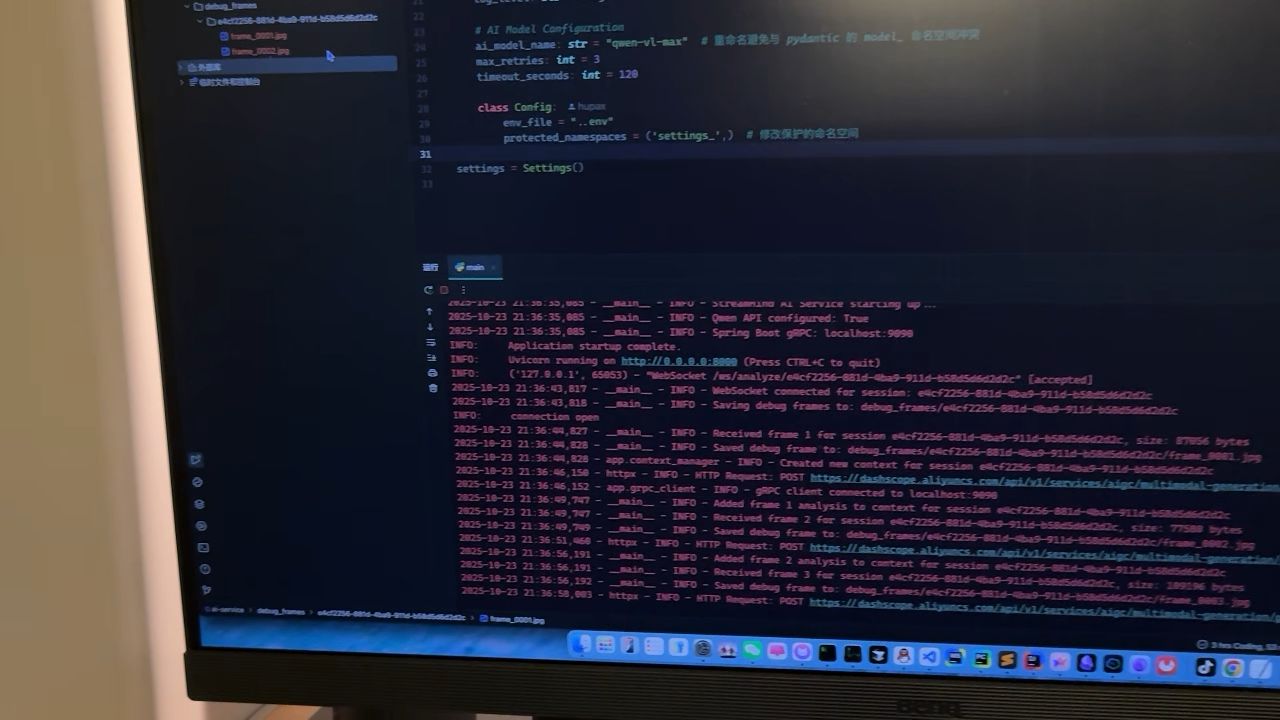 debug_frames
e4cf2256-881d-4ba9-911d-b58d5d6d2d2c
frame_0001.jpg
frame_0002.jpg
外部库
临时文件和控制台
22
23 # AI Model Configuration
24 ai_model_name: str = "qwen-vl-max" # 重命名避免与 pydantic 的 model_ 命名空间冲突
25 max_retries: int = 3
26 timeout_seconds: int = 120
27
28 class Config: hupax
29 env_file = "..env"
30 protected_namespaces = ('settings_',) # 修改保护的命名空间
31
32 settings = Settings()
33
运行 main
2025-10-23 21:36:35,085 - __main__ - INFO - StreamMind AI Service starting up...
2025-10-23 21:36:35,085 - __main__ - INFO - Qwen API configured: True
2025-10-23 21:36:35,085 - __main__ - INFO - Spring Boot gRPC: localhost:9090
INFO: Application startup complete.
INFO: Uvicorn running on http://0.0.0.0:8000 (Press CTRL+C to quit)
INFO: ('127.0.0.1', 65053) - "WebSocket /ws/analyze/e4cf2256-881d-4ba9-911d-b58d5d6d2d2c" [accepted]
2025-10-23 21:36:43,817 - __main__ - INFO - WebSocket connected for session: e4cf2256-881d-4ba9-911d-b58d5d6d2d2c
2025-10-23 21:36:43,818 - __main__ - INFO - Saving debug frames to: debug_frames/e4cf2256-881d-4ba9-911d-b58d5d6d2d2c
INFO: connection open
2025-10-23 21:36:44,827 - __main__ - INFO - Received frame 1 for session e4cf2256-881d-4ba9-911d-b58d5d6d2d2c, size: 87056 bytes
2025-10-23 21:36:44,828 - __main__ - INFO - Saved debug frame to: debug_frames/e4cf2256-881d-4ba9-911d-b58d5d6d2d2c/frame_0001.jpg
2025-10-23 21:36:44,828 - app.context_manager - INFO - Created new context for session e4cf2256-881d-4ba9-911d-b58d5d6d2d2c
2025-10-23 21:36:46,150 - httpx - INFO - HTTP Request: POST https://dashscope.aliyuncs.com/api/v1/services/aigc/multimodal-generation
2025-10-23 21:36:46,152 - app.grpc_client - INFO - gRPC client connected to localhost:9090
2025-10-23 21:36:49,747 - __main__ - INFO - Added frame 1 analysis to context for session e4cf2256-881d-4ba9-911d-b58d5d6d2d2c
2025-10-23 21:36:49,747 - __main__ - INFO - Received frame 2 for session e4cf2256-881d-4ba9-911d-b58d5d6d2d2c, size: 77580 bytes
2025-10-23 21:36:49,749 - __main__ - INFO - Saved debug frame to: debug_frames/e4cf2256-881d-4ba9-911d-b58d5d6d2d2c/frame_0002.jpg
2025-10-23 21:36:51,460 - httpx - INFO - HTTP Request: POST https://dashscope.aliyuncs.com/api/v1/services/aigc/multimodal-generation
2025-10-23 21:36:56,191 - __main__ - INFO - Added frame 2 analysis to context for session e4cf2256-881d-4ba9-911d-b58d5d6d2d2c
2025-10-23 21:36:56,191 - __main__ - INFO - Received frame 3 for session e4cf2256-881d-4ba9-911d-b58d5d6d2d2c, size: 109196 bytes
2025-10-23 21:36:56,192 - __main__ - INFO - Saved debug frame to: debug_frames/e4cf2256-881d-4ba9-911d-b58d5d6d2d2c/frame_0003.jpg
2025-10-23 21:36:58,003 - httpx - INFO - HTTP Request: POST https://dashscope.aliyuncs.com/api/v1/services/aigc/multimodal-generation/
ai-service > debug_frames > e4cf2256-881d-4ba9-911d-b58d5d6d2d2c > frame_0001.jpg
3 hrs Coding,
BenQ